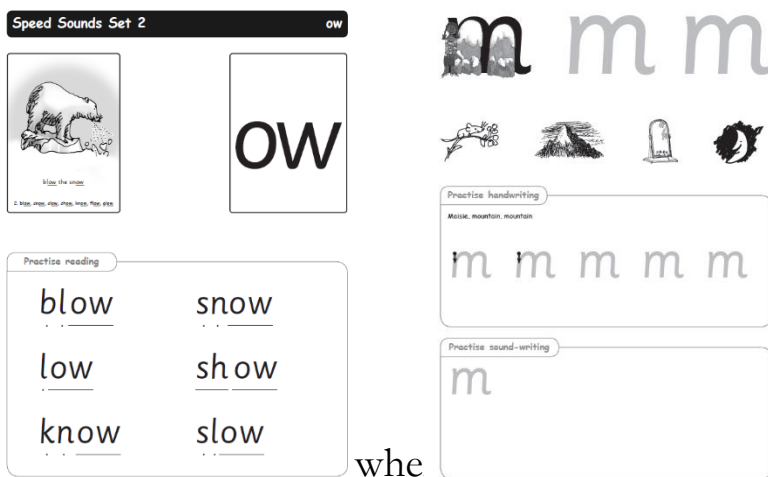 Speed Sounds Set 2 ow
blow the snow
2. blow, snow, slow, show, know, flow, glow
ow
Practise reading
blow snow
low show
know slow
whe
m m m
Practise handwriting
Maisie, mountain, mountain
m m m m m
Practise sound-writing
m